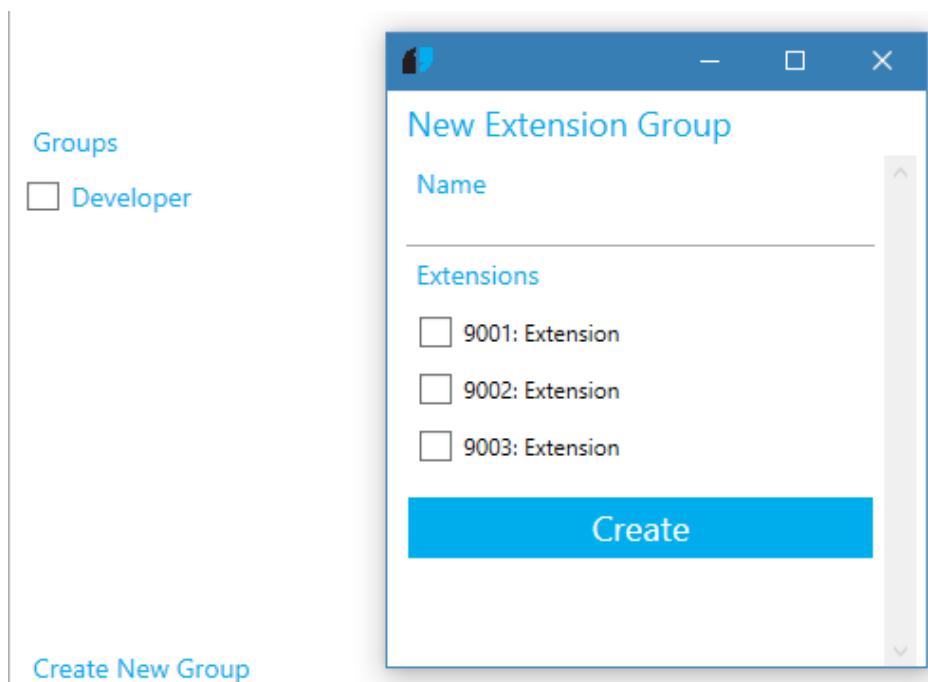 Groups
Developer
Create New Group
New Extension Group
Name
Extensions
9001: Extension
9002: Extension
9003: Extension
Create